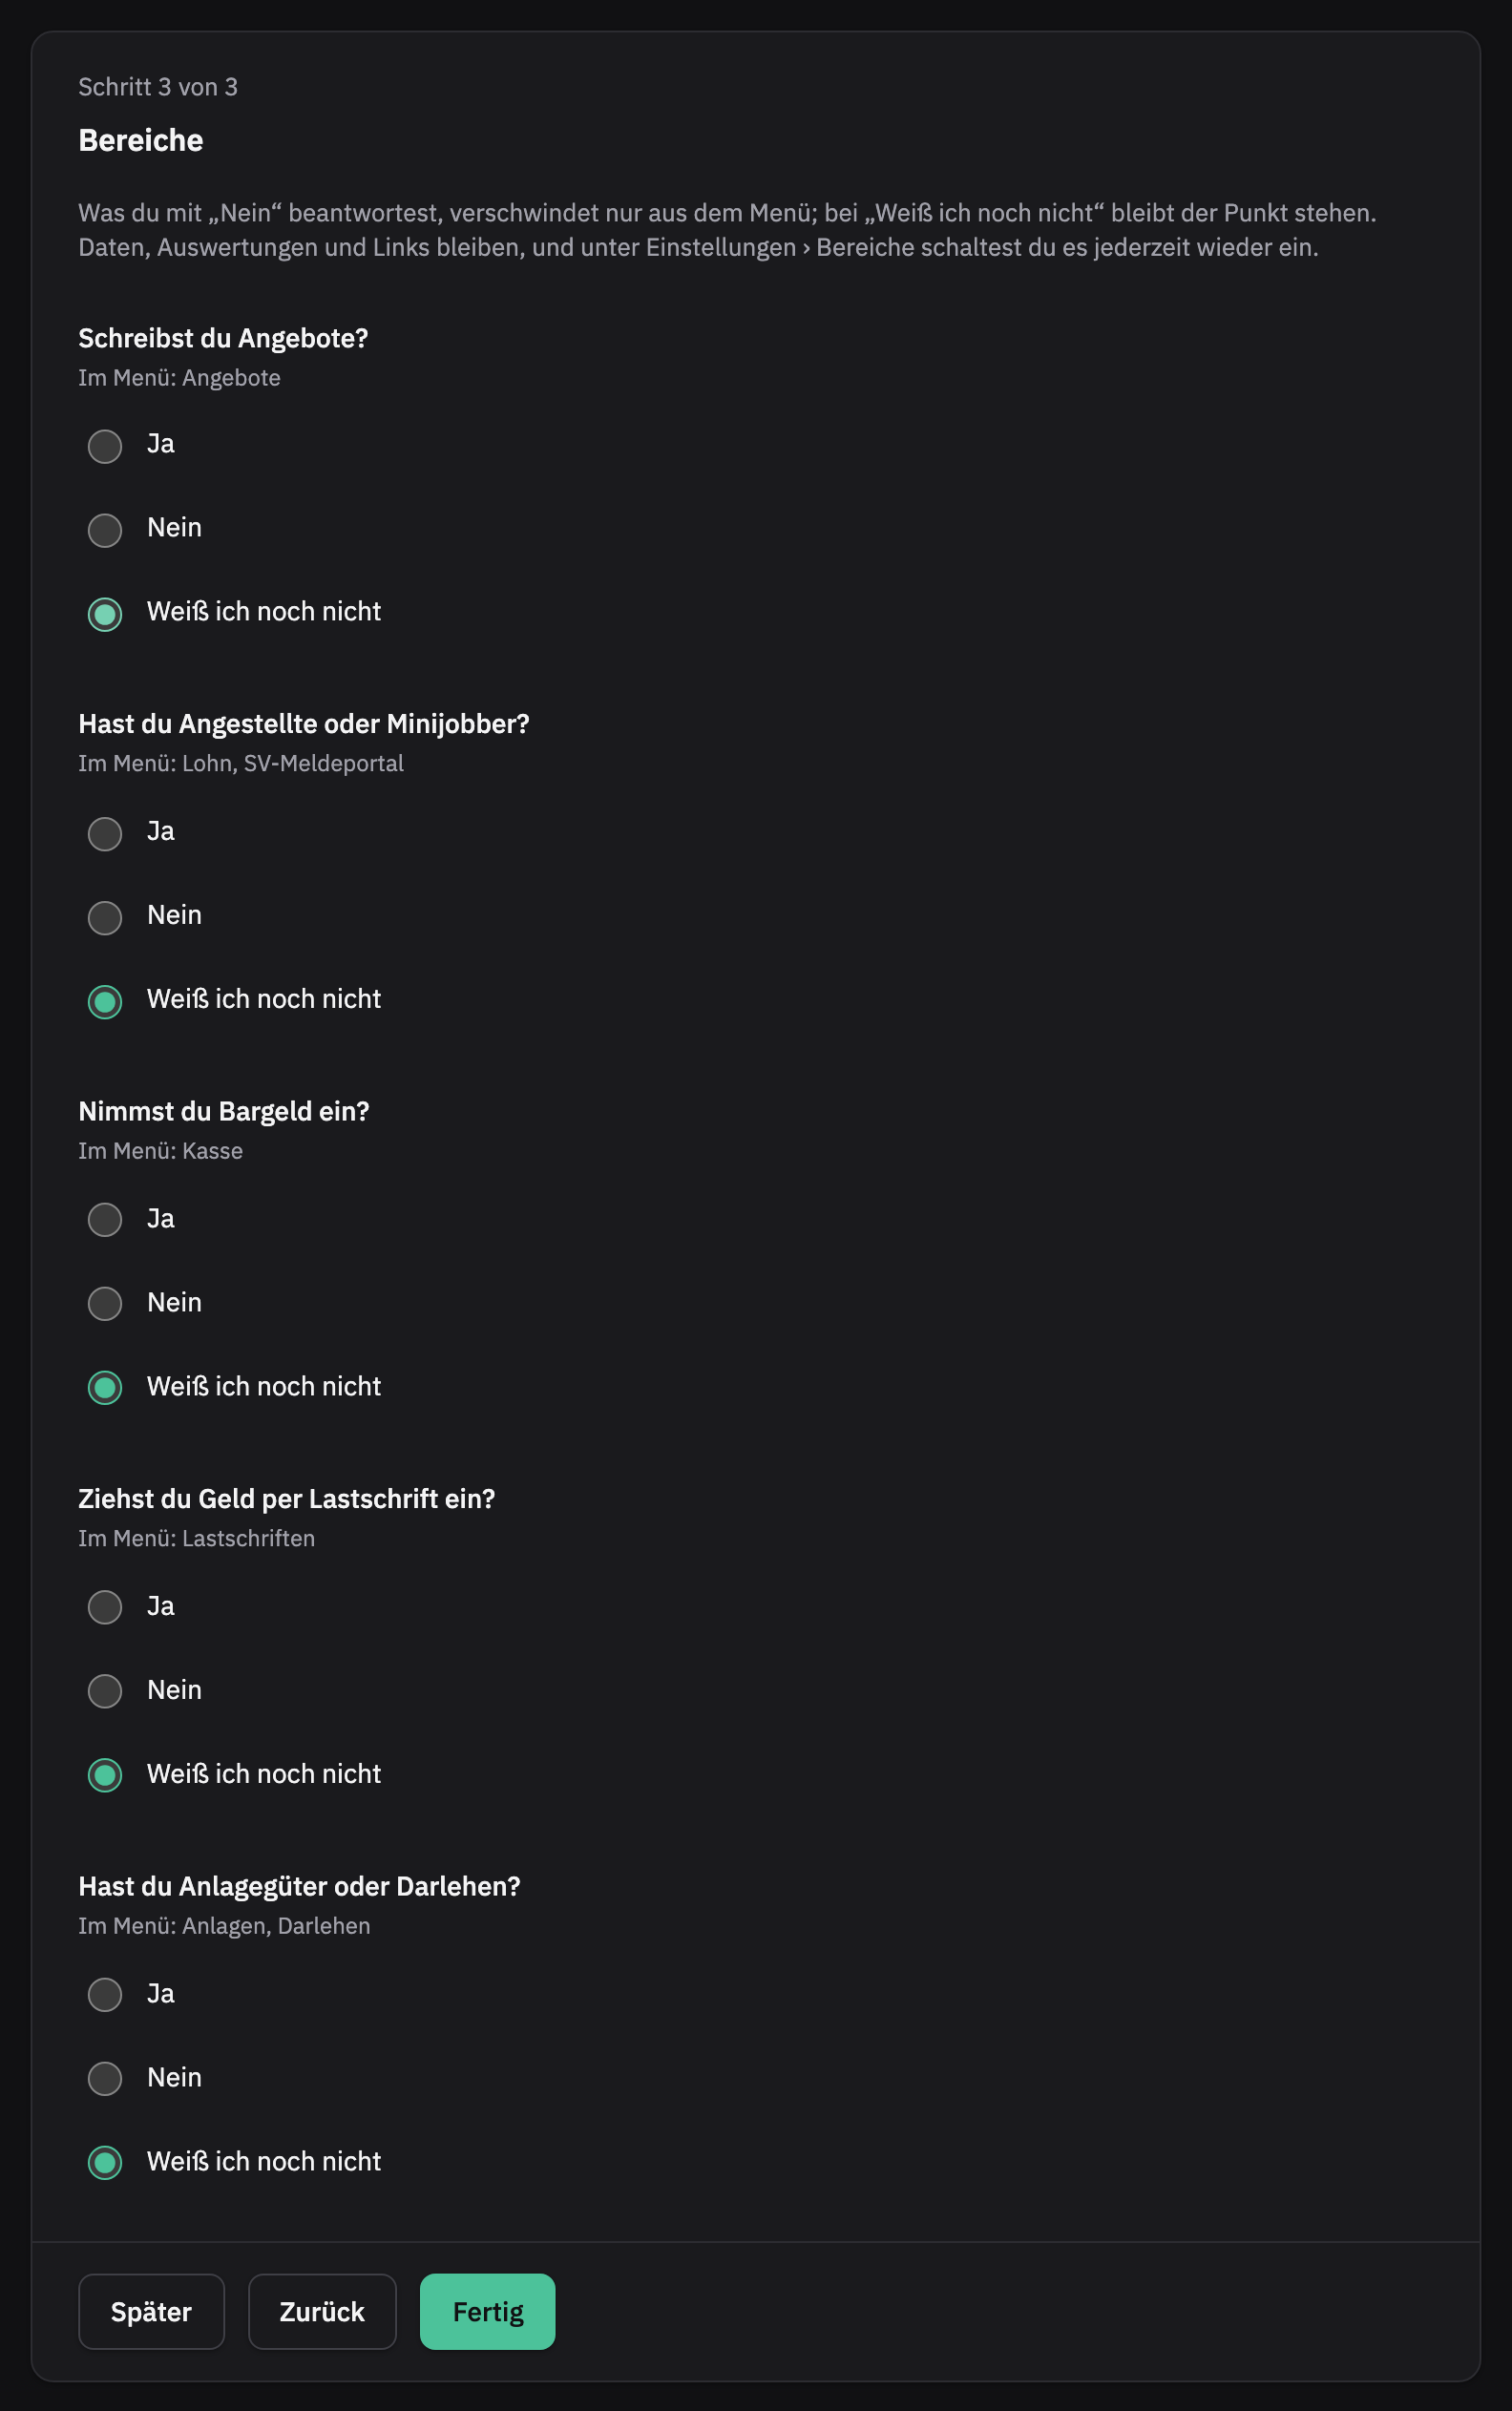 Schritt 3 von 3
Bereiche
Was du mit „Nein“ beantwortest, verschwindet nur aus dem Menü; bei „Weiß ich noch nicht“ bleibt der Punkt stehen.
Daten, Auswertungen und Links bleiben, und unter Einstellungen › Bereiche schaltest du es jederzeit wieder ein.
Schreibst du Angebote?
Im Menü: Angebote
Ja
Nein
Weiß ich noch nicht
Hast du Angestellte oder Minijobber?
Im Menü: Lohn, SV-Meldeportal
Ja
Nein
Weiß ich noch nicht
Nimmst du Bargeld ein?
Im Menü: Kasse
Ja
Nein
Weiß ich noch nicht
Ziehst du Geld per Lastschrift ein?
Im Menü: Lastschriften
Ja
Nein
Weiß ich noch nicht
Hast du Anlagegüter oder Darlehen?
Im Menü: Anlagen, Darlehen
Ja
Nein
Weiß ich noch nicht
Später Zurück Fertig